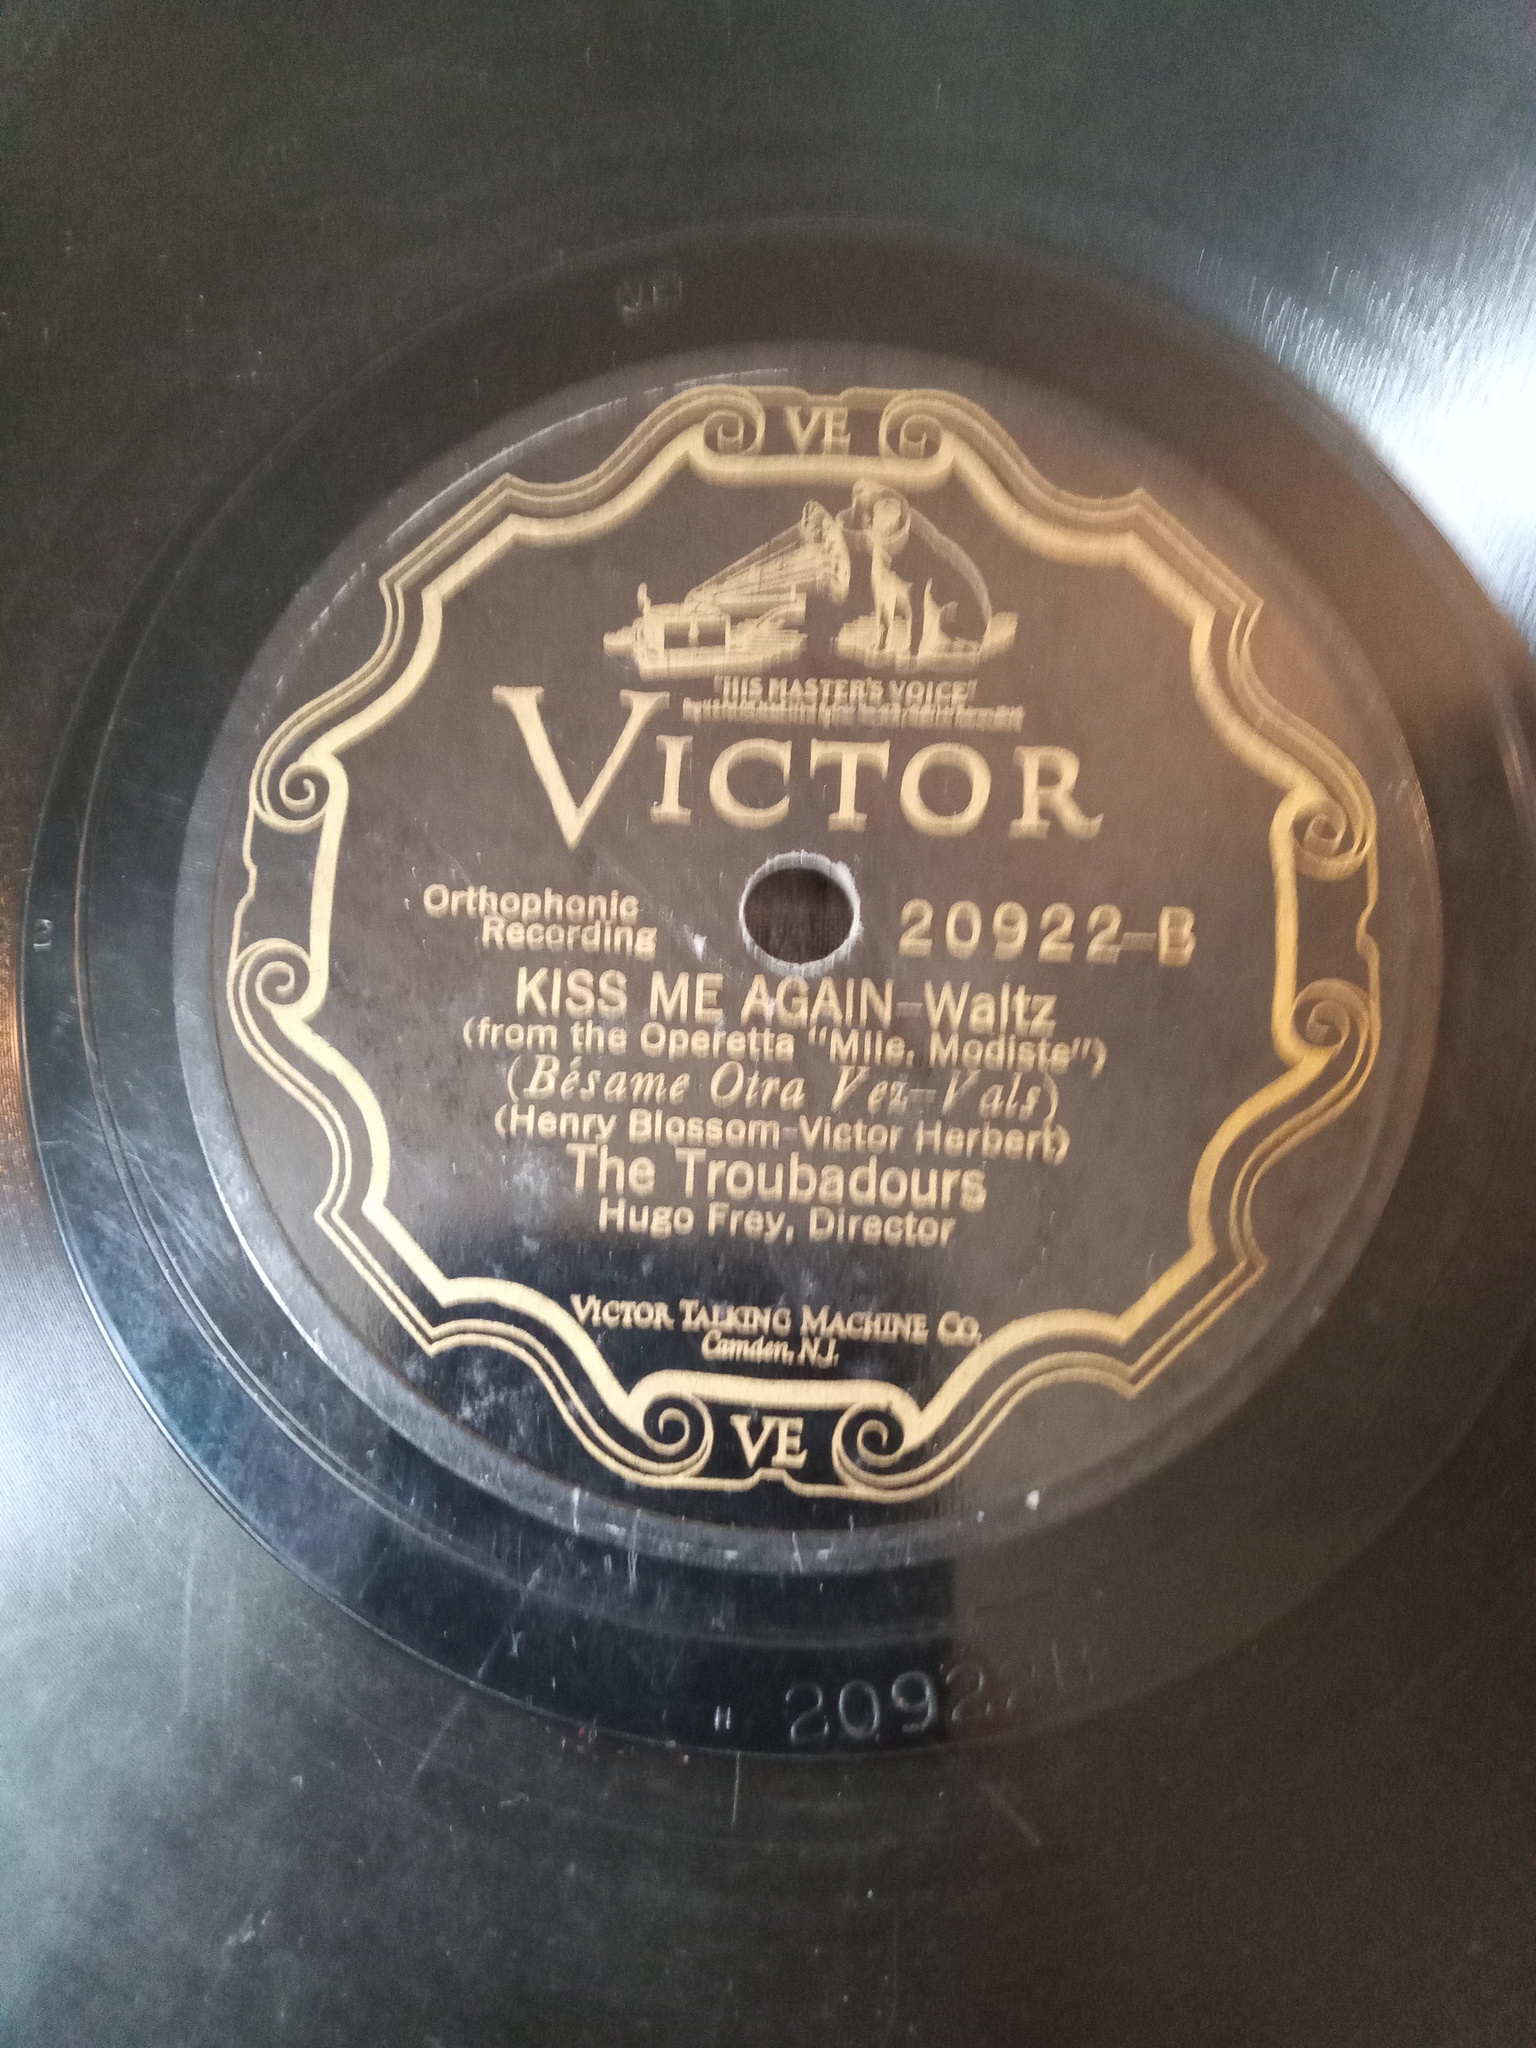 VE
"HIS MASTER'S VOICE"
VICTOR
Orthophonic
Recording
20922-B
KISS ME AGAIN-Waltz
(from the Operetta "Mlle. Modiste")
(Bésame Otra Vez-Vals)
(Henry Blossom-Victor Herbert)
The Troubadours
Hugo Frey, Director
VICTOR TALKING MACHINE CO.
Camden, N.J.
VE
20922